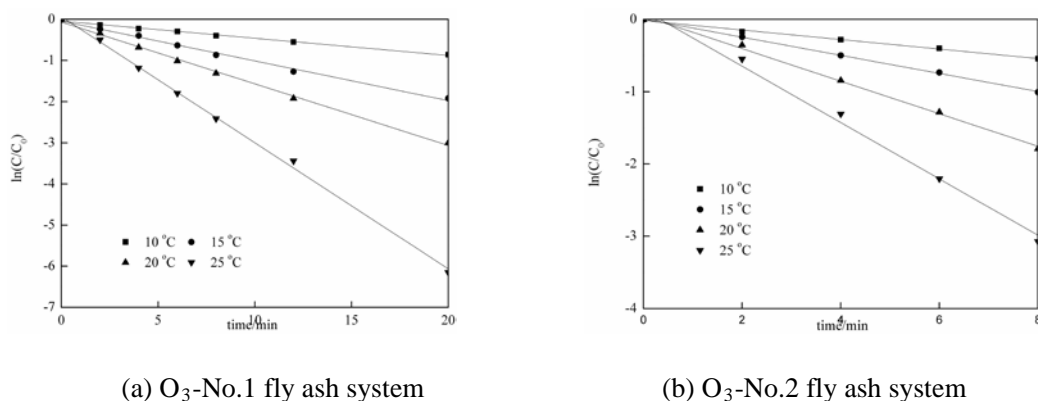 0
-1
-2
-3
-4
-5
-6
-7
ln(C/C₀)
10 °C 15 °C
20 °C 25 °C
0 5 10 15 20
time/min
(a) O₃-No.1 fly ash system
0
-1
-2
-3
-4
ln(C/C₀)
10 °C
15 °C
20 °C
25 °C
0 2 4 6 8
time/min
(b) O₃-No.2 fly ash system